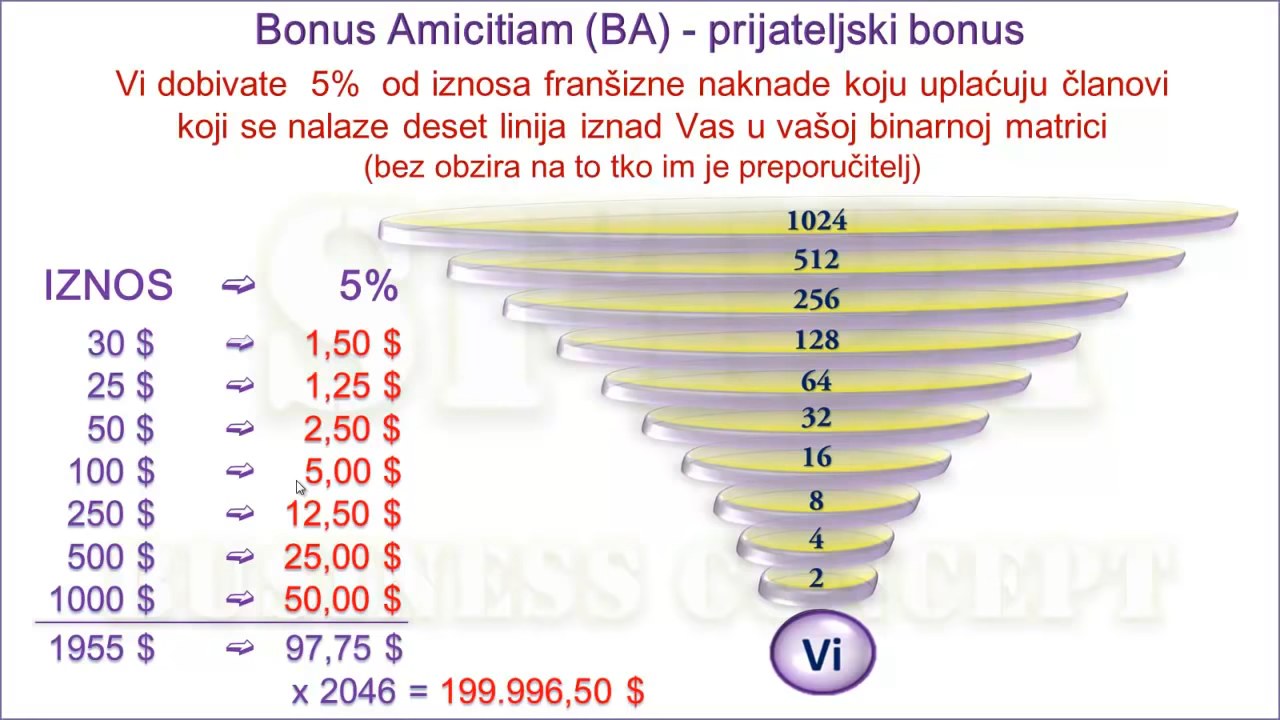 Bonus Amicitiam (BA) - prijateljski bonus
Vi dobivate 5% od iznosa franšizne naknade koju uplaćuju članovi
koji se nalaze deset linija iznad Vas u vašoj binarnoj matrici
(bez obzira na to tko im je preporučitelj)
IZNOS ➩ 5%
30 $ ➩ 1,50 $
25 $ ➩ 1,25 $
50 $ ➩ 2,50 $
100 $ ➩ 5,00 $
250 $ ➩ 12,50 $
500 $ ➩ 25,00 $
1000 $ ➩ 50,00 $
1955 $ ➩ 97,75 $
x 2046 = 199.996,50 $
1024
512
256
128
64
32
16
8
4
2
Vi
BUSINESS CONCEPT